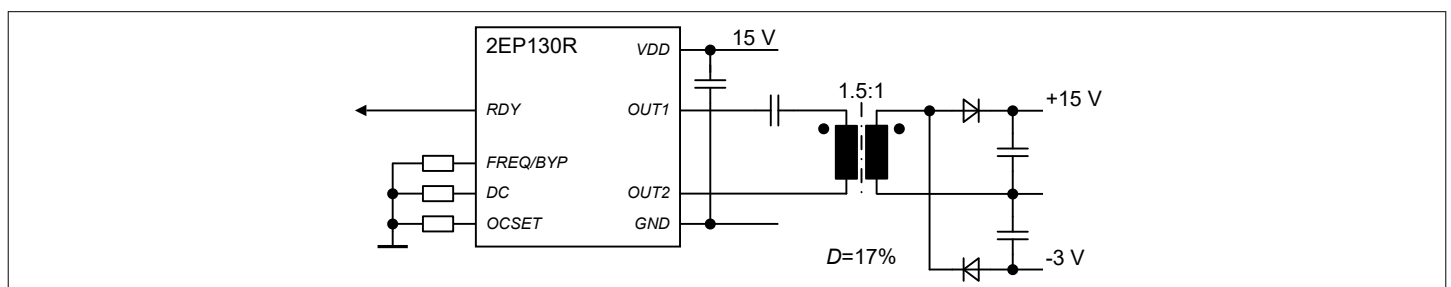 2EP130R
VDD
15 V
RDY
OUT1
1.5:1
+15 V
FREQ/BYP
DC
OUT2
OCSET
GND
D=17%
-3 V